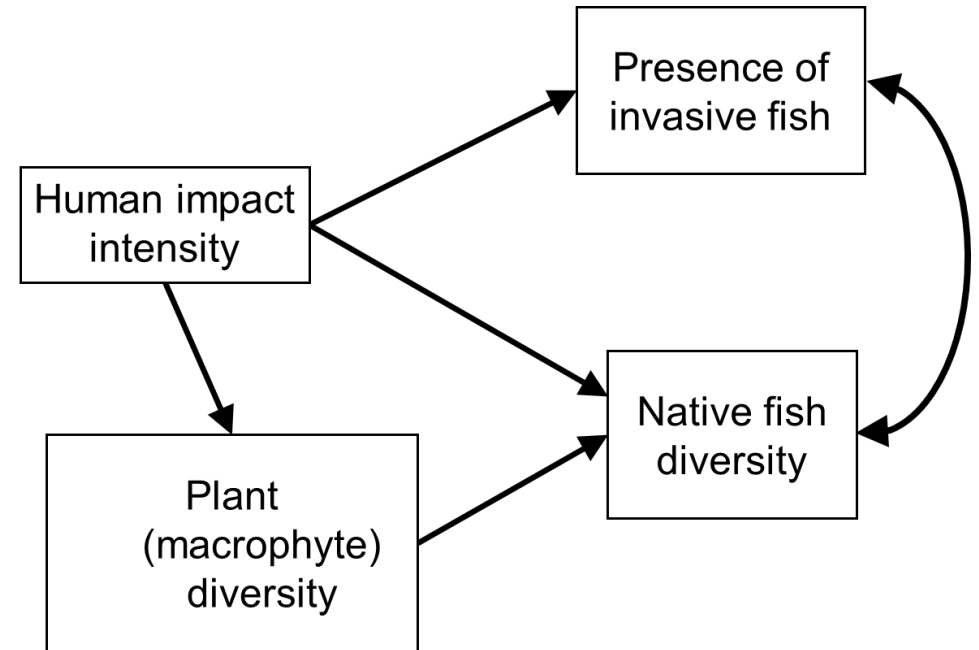 Presence of
invasive fish
Human impact
intensity
Native fish
diversity
Plant
(macrophyte)
diversity